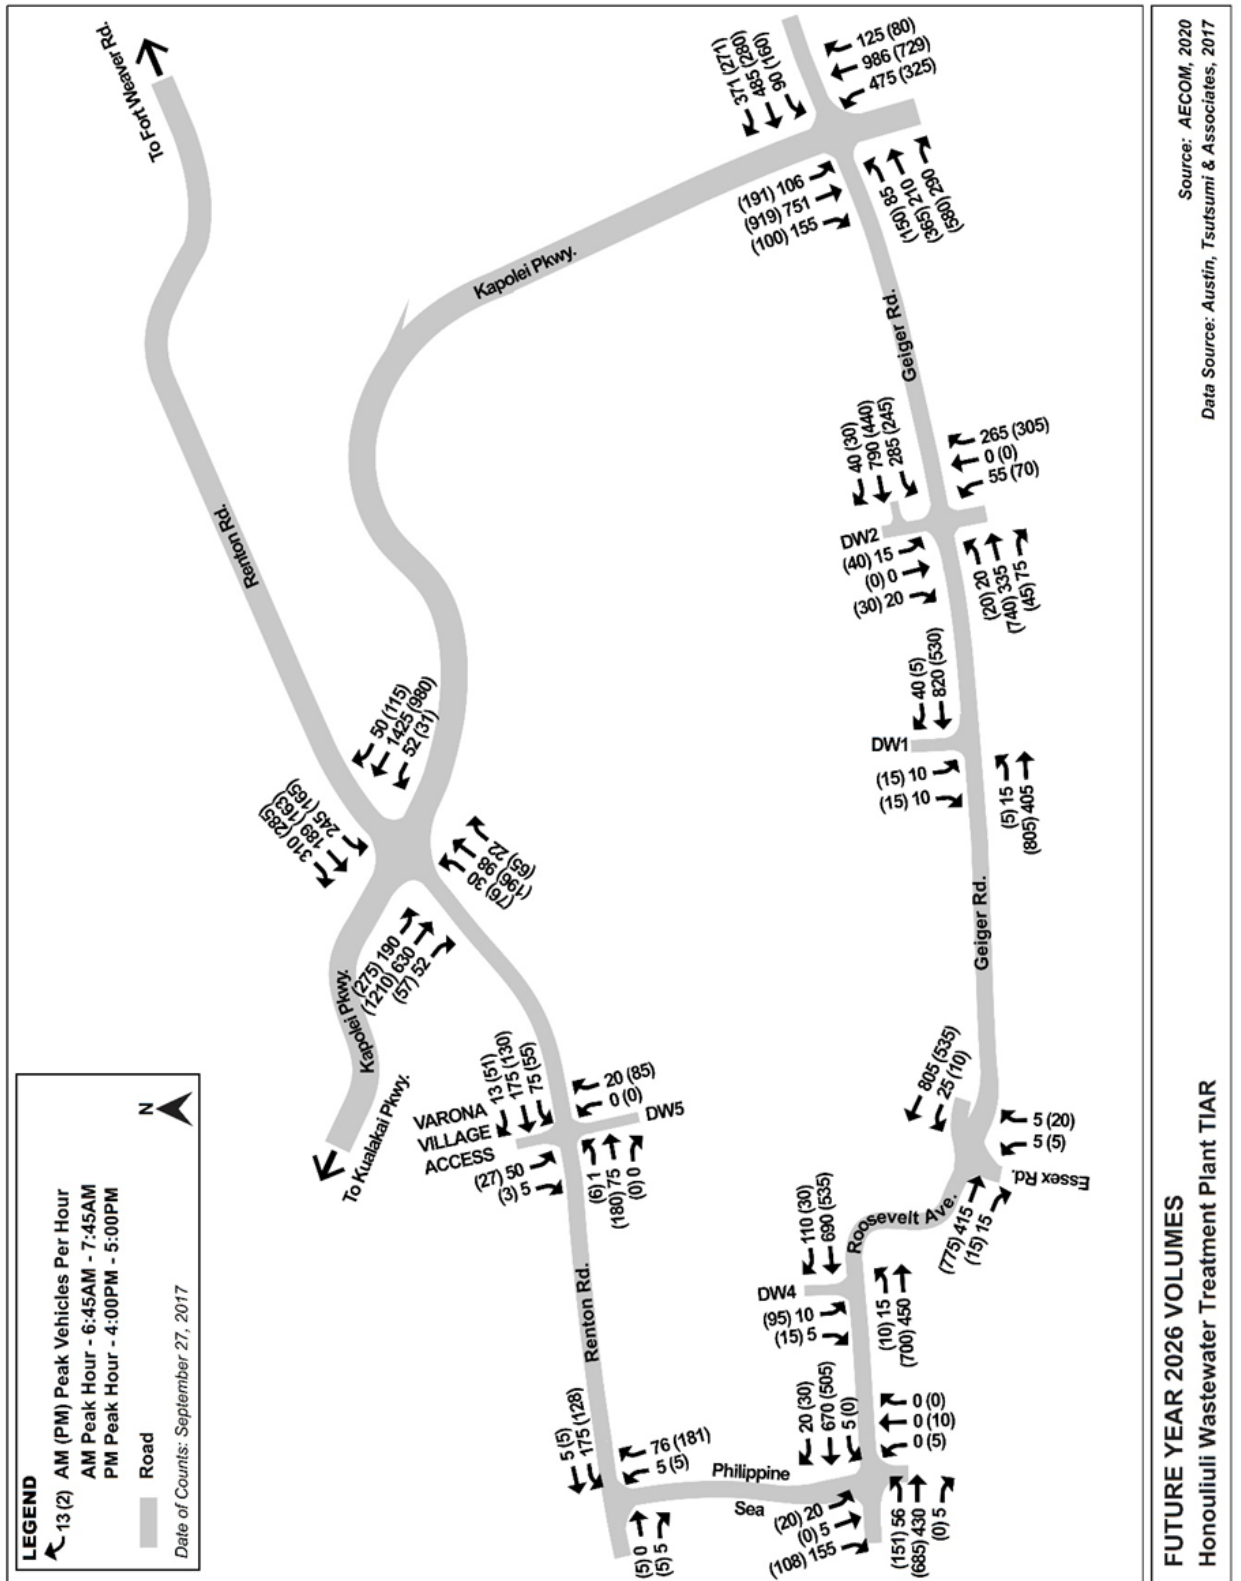 LEGEND
13 (2) AM (PM) Peak Vehicles Per Hour
AM Peak Hour - 6:45AM - 7:45AM
PM Peak Hour - 4:00PM - 5:00PM
Road
N
Date of Counts: September 27, 2017
To Fort Weaver Rd.
Renton Rd.
Kapolei Pkwy.
371 (271)
485 (280)
90 (160)
125 (80)
986 (729)
475 (325)
(191) 106
(919) 751
(100) 155
(150) 85
(365) 210
(580) 290
Geiger Rd.
40 (30)
790 (440)
285 (245)
265 (305)
0 (0)
55 (70)
DW2
(40) 15
(0) 0
(30) 20
(20) 20
(740) 335
(45) 75
40 (5)
820 (530)
DW1
(15) 10
(15) 10
(5) 15
(805) 405
Geiger Rd.
50 (115)
1425 (980)
52 (31)
310 (285)
189 (163)
245 (165)
(76) 30
(196) 98
(65) 22
(275) 190
(1210) 630
(57) 52
Kapolei Pkwy.
To Kualakai Pkwy.
VARONA
VILLAGE
ACCESS
13 (51)
175 (130)
75 (55)
20 (85)
0 (0)
DW5
(27) 50
(3) 5
(6) 1
(180) 75
(0) 0
Renton Rd.
805 (535)
25 (10)
5 (20)
5 (5)
Essex Rd.
(775) 415
(15) 15
Roosevelt Ave.
110 (30)
690 (535)
DW4
(95) 10
(15) 5
(10) 15
(700) 450
5 (5)
175 (128)
76 (181)
5 (5)
(5) 0
(5) 5
Philippine
Sea
20 (30)
670 (505)
5 (0)
0 (0)
0 (10)
0 (5)
(20) 20
(0) 5
(108) 155
(151) 56
(685) 430
(0) 5
FUTURE YEAR 2026 VOLUMES
Honouliuli Wastewater Treatment Plant TIAR
Source: AECOM, 2020
Data Source: Austin, Tsutsumi & Associates, 2017